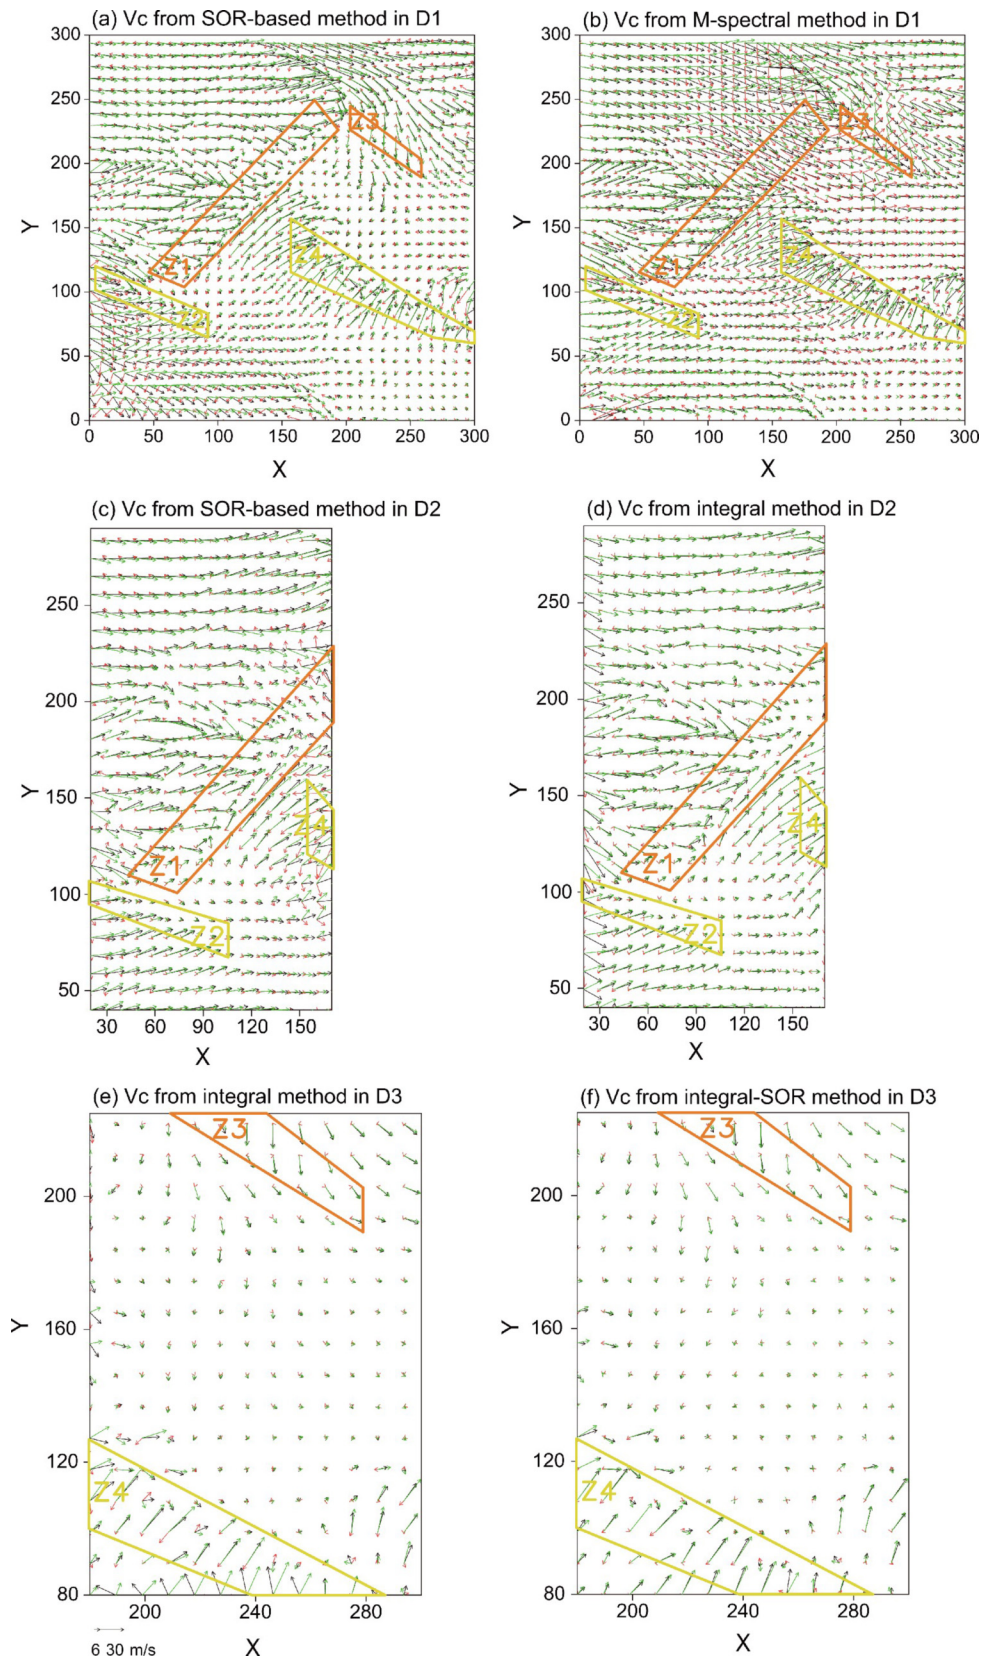 (a) Vc from SOR-based method in D1
(b) Vc from M-spectral method in D1
300
250
200
150
100
50
0
Y
0 50 100 150 200 250 300
X
Z1
Z2
Z3
Z4
300
250
200
150
100
50
0
Y
0 50 100 150 200 250 300
X
Z1
Z2
Z3
Z4
(c) Vc from SOR-based method in D2
(d) Vc from integral method in D2
250
200
150
100
50
Y
30 60 90 120 150
X
Z1
Z2
Z4
250
200
150
100
50
Y
30 60 90 120 150
X
Z1
Z2
Z4
(e) Vc from integral method in D3
(f) Vc from integral-SOR method in D3
200
160
120
80
Y
200 240 280
X
Z3
Z4
6 30 m/s
200
160
120
80
Y
200 240 280
X
Z3
Z4